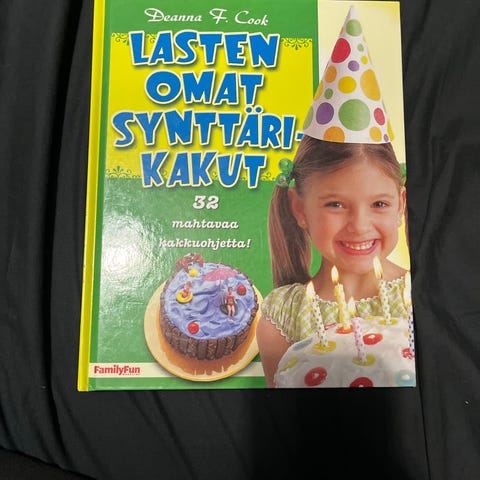 Deanna F. Cook
LASTEN
OMAT
SYNTTÄRI-
KAKUT
32
mahtavaa
kakkuohjetta!
FamilyFun